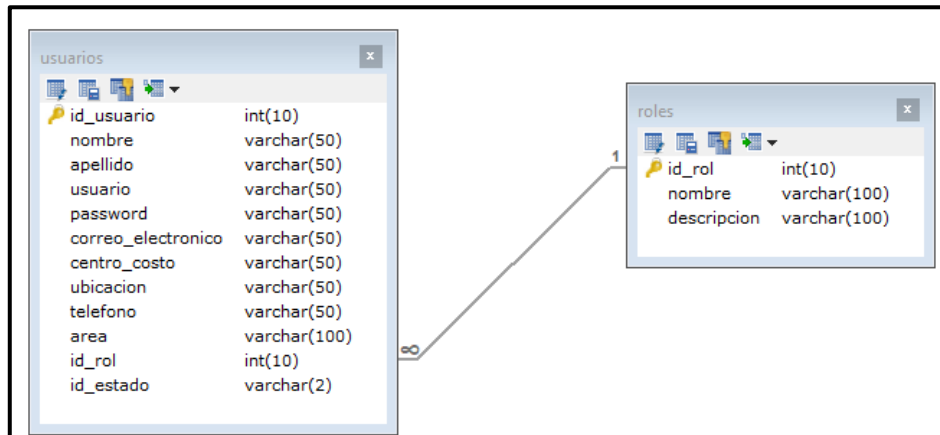 usuarios
id_usuario int(10)
nombre varchar(50)
apellido varchar(50)
usuario varchar(50)
password varchar(50)
correo_electronico varchar(50)
centro_costo varchar(50)
ubicacion varchar(50)
telefono varchar(50)
area varchar(100)
id_rol int(10)
id_estado varchar(2)
∞
1
roles
id_rol int(10)
nombre varchar(100)
descripcion varchar(100)